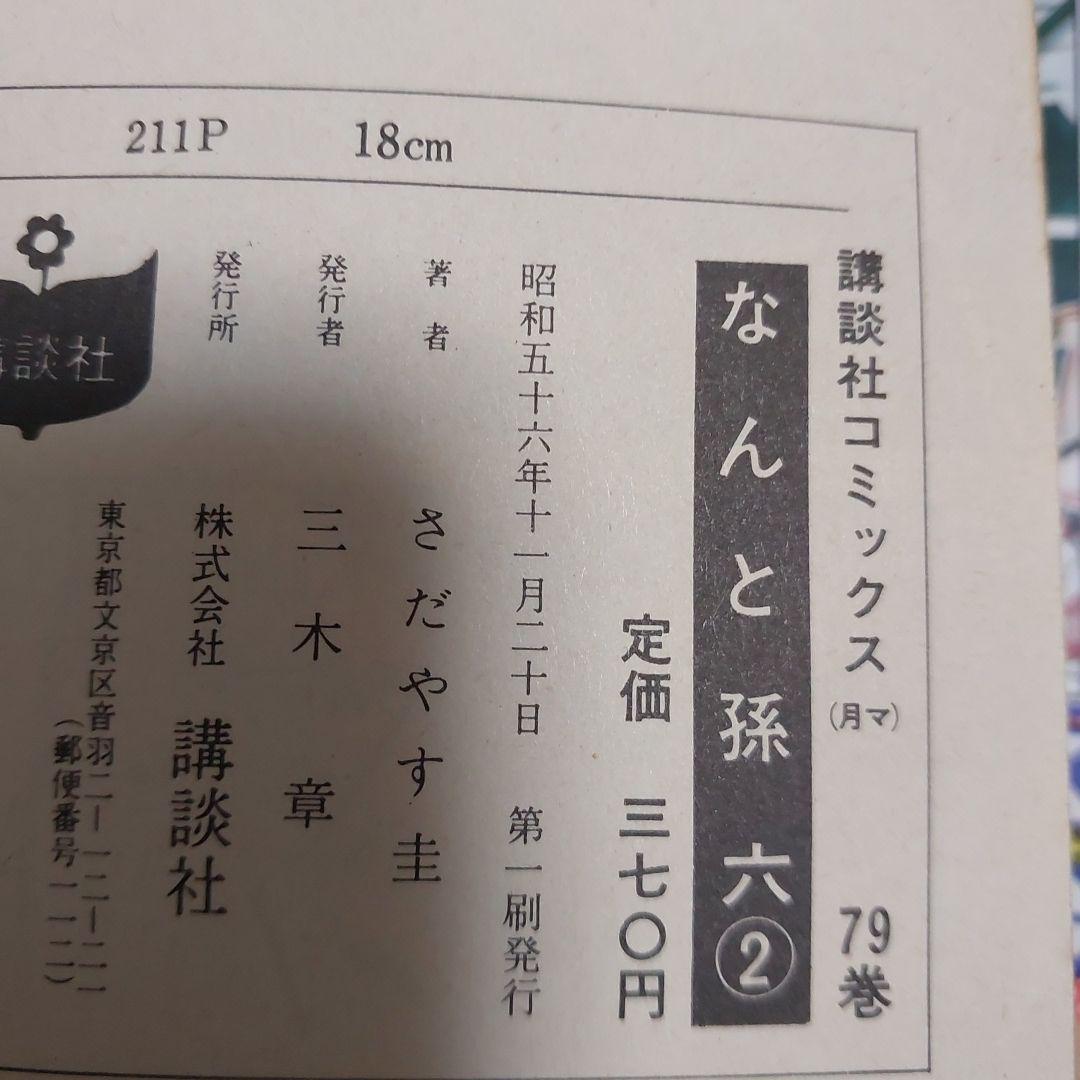 211P 18cm
講談社コミックス(月マ) 79巻
なんと孫六②
定価 三七〇円
昭和五十六年十一月二十日 第一刷発行
著者 さだやす圭
発行者 三木章
発行所 株式会社 講談社
東京都文京区音羽二ー一二ー二一
(郵便番号一一二)
談社